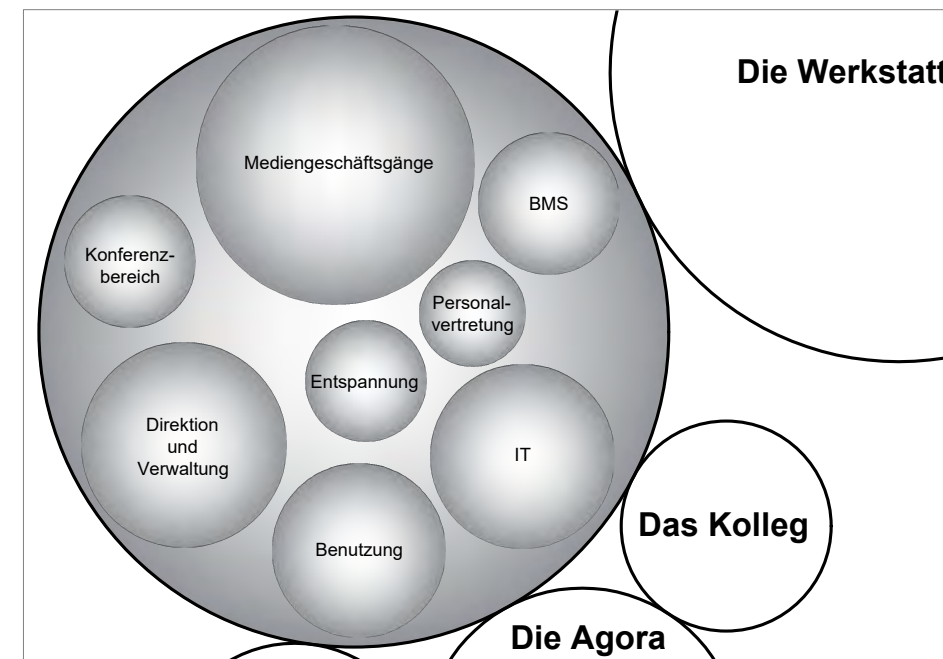 Die Werkstatt
Mediengeschäftsgänge
BMS
Konferenz-
bereich
Personal-
vertretung
Entspannung
Direktion
und
Verwaltung
IT
Das Kolleg
Benutzung
Die Agora